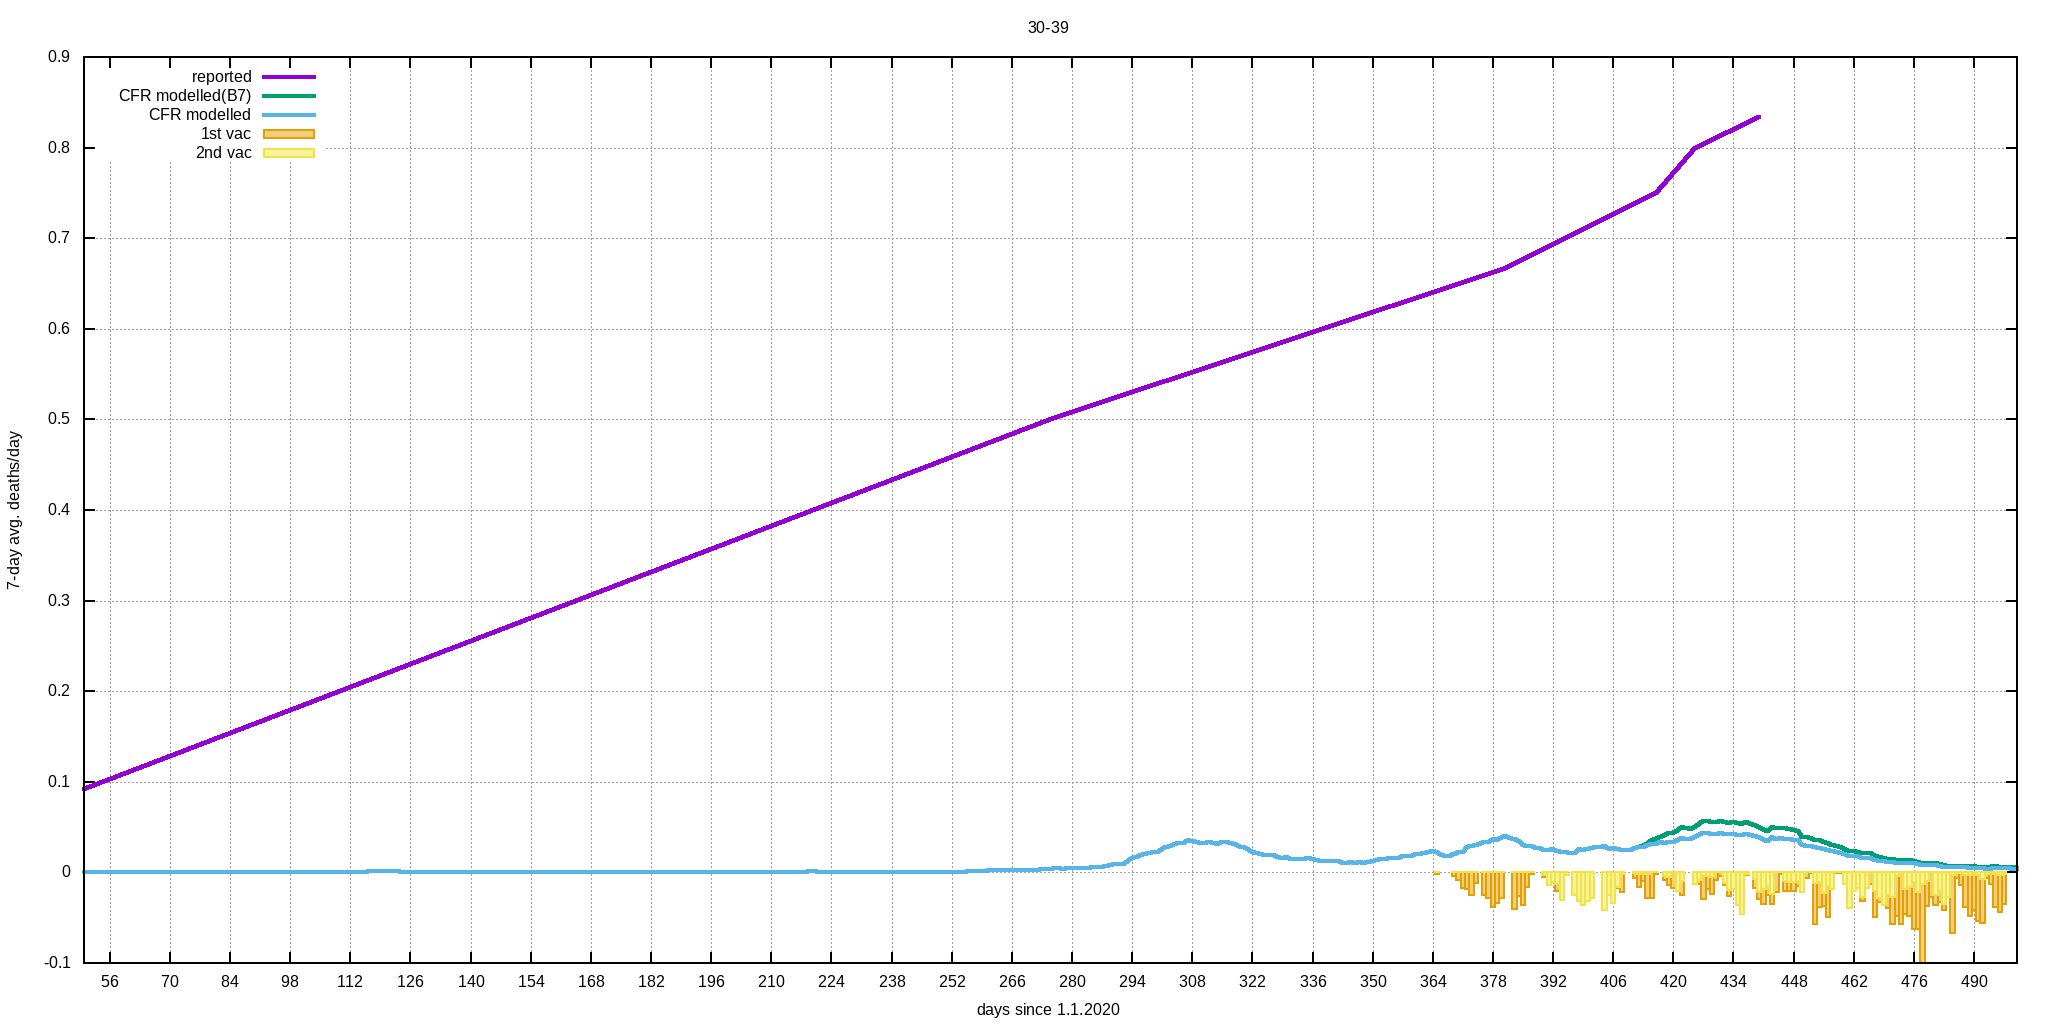 30-39
0.9
0.8
0.7
0.6
0.5
0.4
0.3
0.2
0.1
0
-0.1
7-day avg. deaths/day
reported
CFR modelled(B7)
CFR modelled
1st vac
2nd vac
56 70 84 98 112 126 140 154 168 182 196 210 224 238 252 266 280 294 308 322 336 350 364 378 392 406 420 434 448 462 476 490
days since 1.1.2020